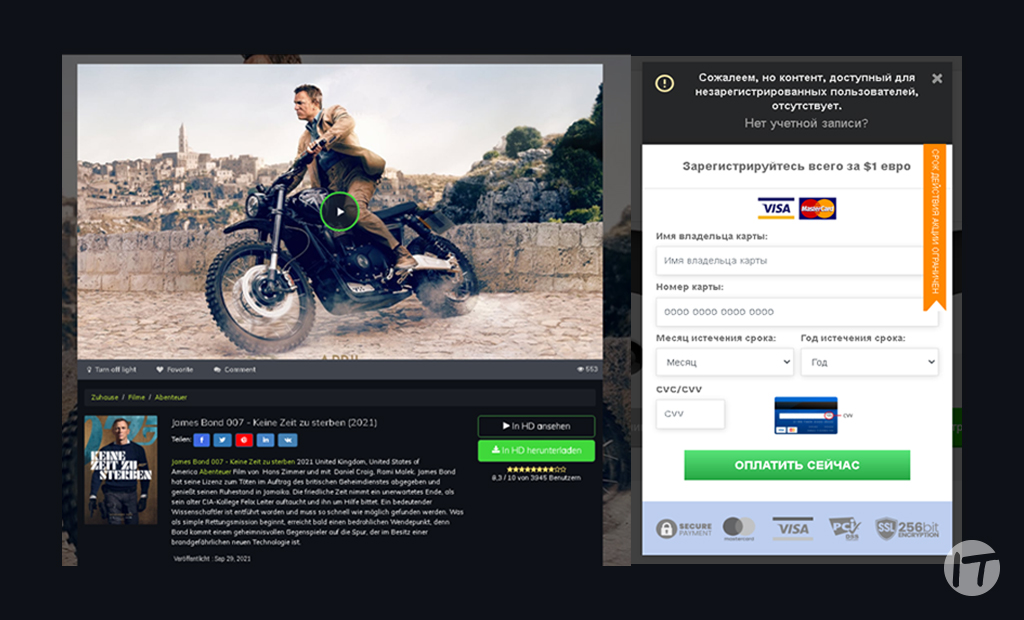 APRIL
Turn off light
Favorite
Comment
553
Zuhause / Filme / Abenteuer
007
KEINE
ZEIT ZU
STERBEN
James Bond 007 - Keine Zeit zu sterben (2021)
Teilen:
James Bond 007 - Keine Zeit zu sterben 2021 United Kingdom, United States of
America Abenteuer Film von Hans Zimmer und mit Daniel Craig, Rami Malek. James Bond
hat seine Lizenz zum Töten im Auftrag des britischen Geheimdienstes abgegeben und
genießt seinen Ruhestand in Jamaika. Die friedliche Zeit nimmt ein unerwartetes Ende, als
sein alter CIA-Kollege Felix Leiter auftaucht und ihn um Hilfe bittet. Ein bedeutender
Wissenschaftler ist entführt worden und muss so schnell wie möglich gefunden werden. Was
als simple Rettungsmission beginnt, erreicht bald einen bedrohlichen Wendepunkt, denn
Bond kommt einem geheimnisvollen Gegenspieler auf die Spur, der im Besitz einer
brandgefährlichen neuen Technologie ist.
Veröffentlicht : Sep 29, 2021
In HD ansehen
In HD herunterladen
8,3 / 10 von 3945 Benutzern
Сожалеем, но контент, доступный для
незарегистрированных пользователей,
отсутствует.
Нет учетной записи?
Зарегистрируйтесь всего за $1 евро
СРОК ДЕЙСТВИЯ АКЦИИ ОГРАНИЧЕН
VISA MasterCard
Имя владельца карты:
Имя владельца карты
Номер карты:
0000 0000 0000 0000
Месяц истечения срока: Год истечения срока:
Месяц Год
CVC/CVV
CVV
CVV
ОПЛАТИТЬ СЕЙЧАС
SECURE
PAYMENT
mastercard
VISA
PCI
DSS
SSL 256bit
ENCRYPTION
IT